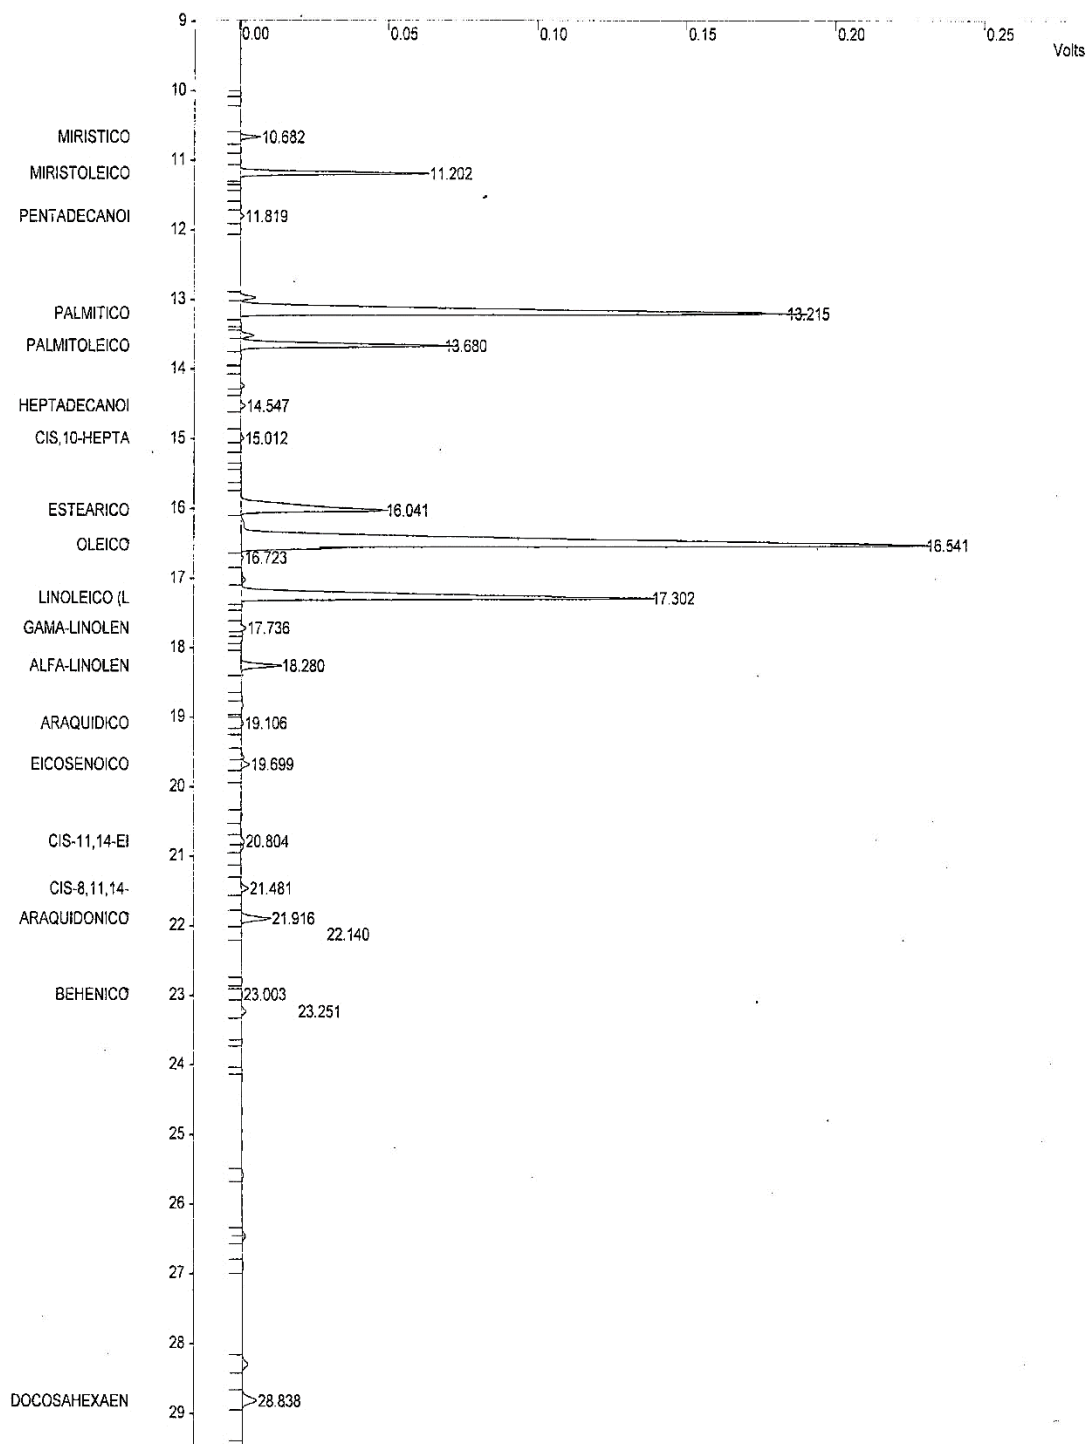 9
0.00 0.05 0.10 0.15 0.20 0.25
Volts
10
MIRISTICO 10.682
11
MIRISTOLEICO 11.202
PENTADECANOI 11.819
12
13
PALMITICO 13.215
PALMITOLEICO 13.680
14
HEPTADECANOI 14.547
CIS,10-HEPTA 15 15.012
16
ESTEARICO 16.041
OLEICO 16.541
16.723
17
LINOLEICO (L 17.302
GAMA-LINOLEN 17.736
18
ALFA-LINOLEN 18.280
19
ARAQUIDICO 19.106
EICOSENOICO 19.699
20
CIS-11,14-EI 20.804
21
CIS-8,11,14- 21.481
ARAQUIDONICO 21.916
22
22.140
BEHENICO 23 23.003
23.251
24
25
26
27
28
DOCOSAHEXAEN 28.838
29